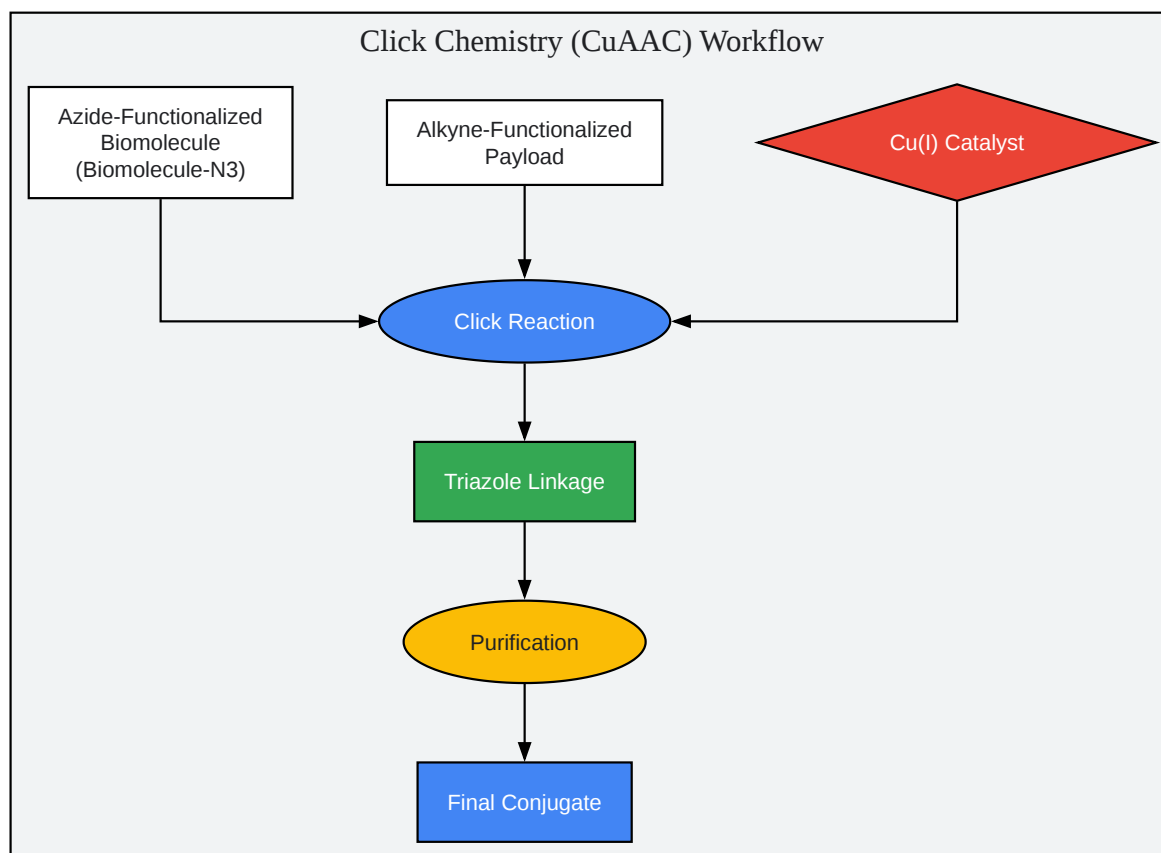 Click Chemistry (CuAAC) Workflow
Azide-Functionalized
Biomolecule
(Biomolecule-N3)
Alkyne-Functionalized
Payload
Cu(I) Catalyst
Click Reaction
Triazole Linkage
Purification
Final Conjugate